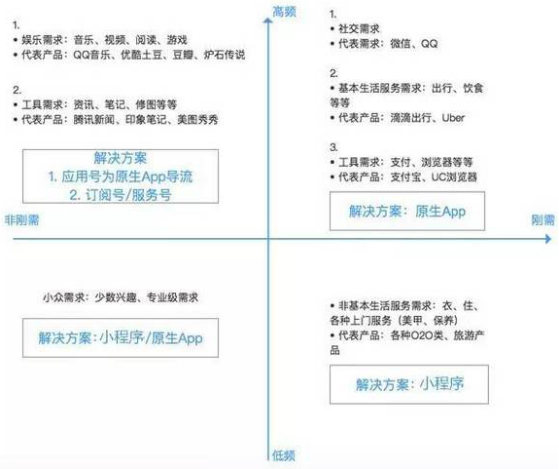 高频
1.
• 娱乐需求：音乐、视频、阅读、游戏
• 代表产品：QQ音乐、优酷土豆、豆瓣、炉石传说
2.
• 工具需求：资讯、笔记、修图等等
• 代表产品：腾讯新闻、印象笔记、美图秀秀
解决方案
1. 应用号为原生App导流
2. 订阅号/服务号
1.
• 社交需求
• 代表需求：微信、QQ
2.
• 基本生活服务需求：出行、饮食
等等
• 代表产品：滴滴出行、Uber
3.
• 工具需求：支付、浏览器等等
• 代表产品：支付宝、UC浏览器
解决方案：原生App
非刚需
刚需
小众需求：少数兴趣、专业级需求
解决方案:小程序/原生App
• 非基本生活服务需求：衣、住、
各种上门服务（美甲、保养）
• 代表产品：各种O2O类、旅游产
品
解决方案：小程序
低频